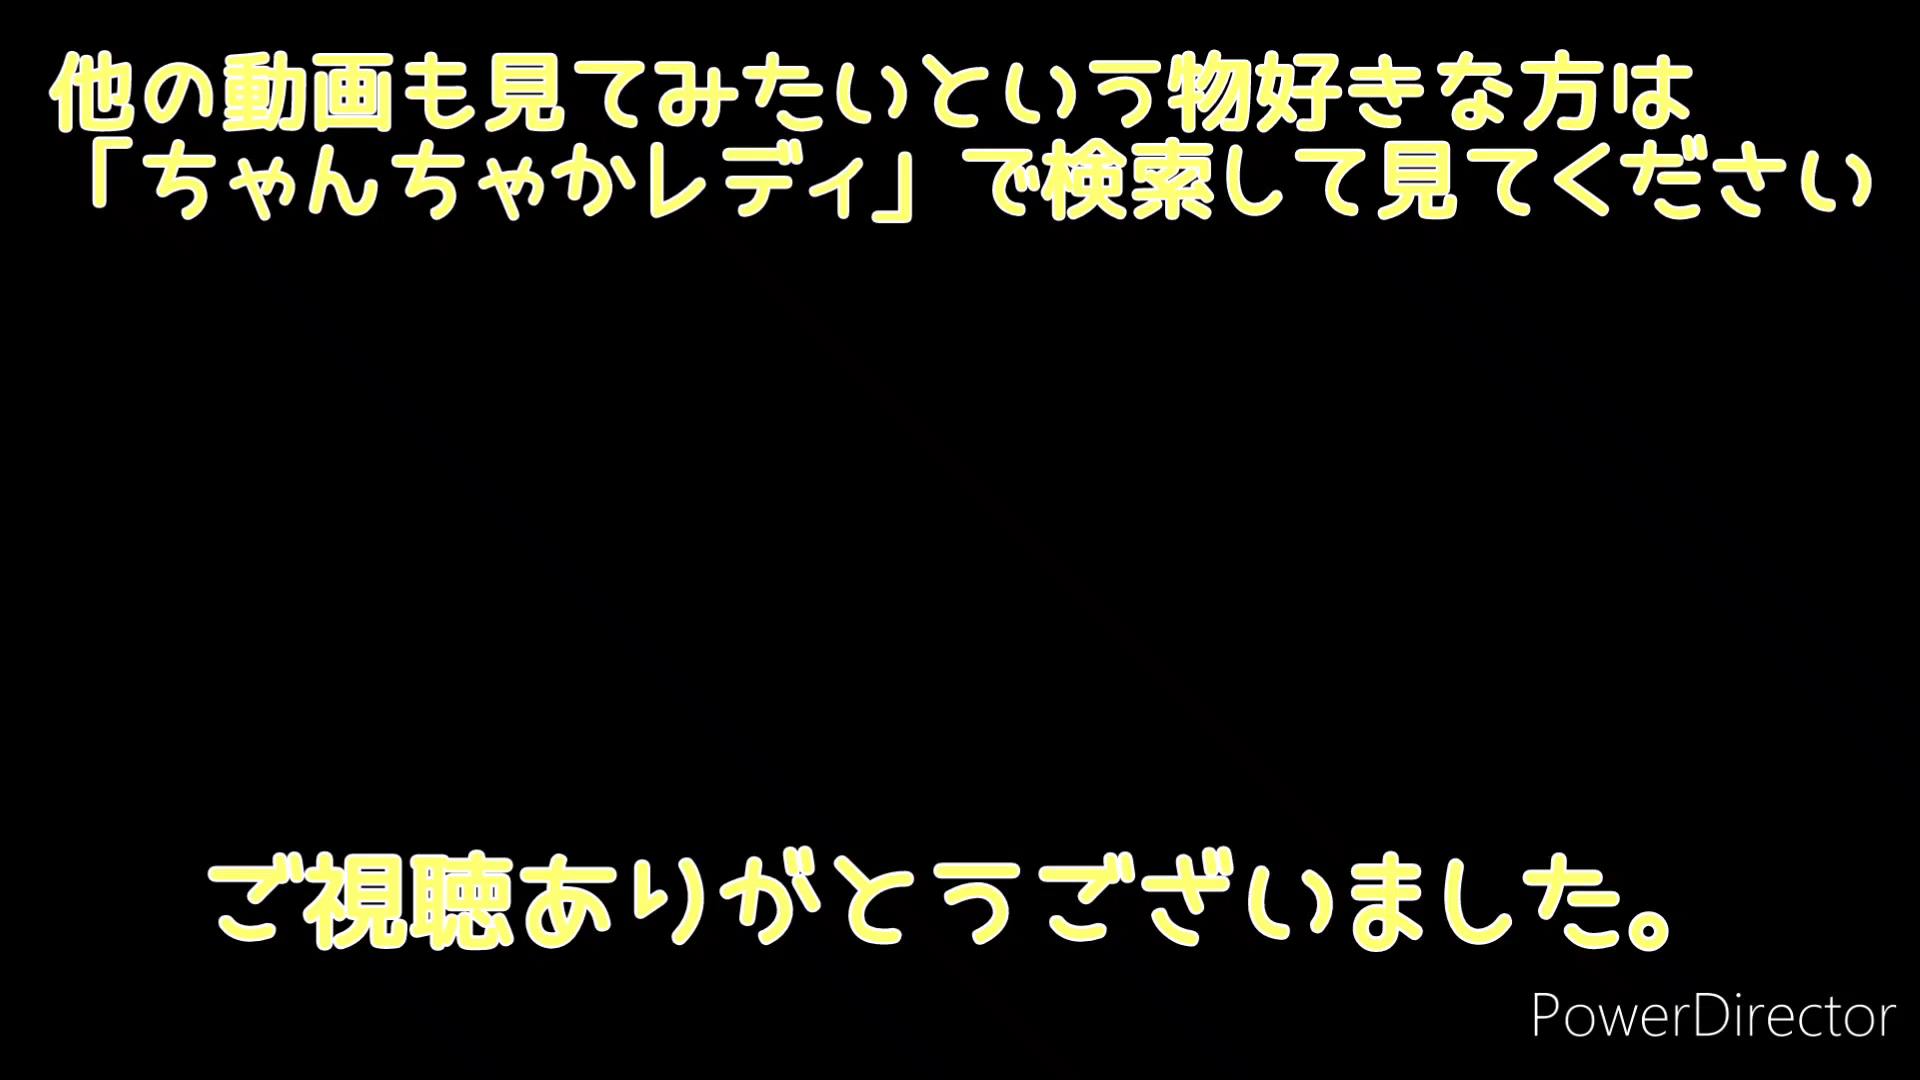 他の動画も見てみたいという物好きな方は
「ちゃんちゃかレディ」で検索して見てください
ご視聴ありがとうございました。
PowerDirector